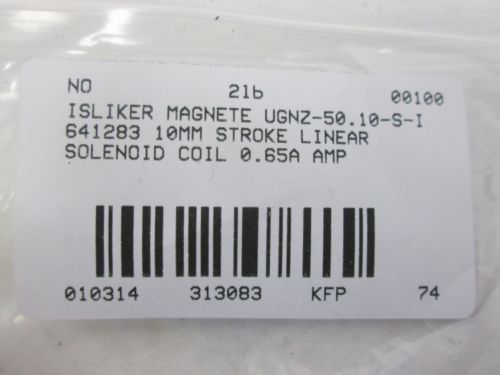 NO 2lb 00100
ISLIKER MAGNETE UGNZ-50.10-S-I
641283 10MM STROKE LINEAR
SOLENOID COIL 0.65A AMP
010314 313083 KFP 74